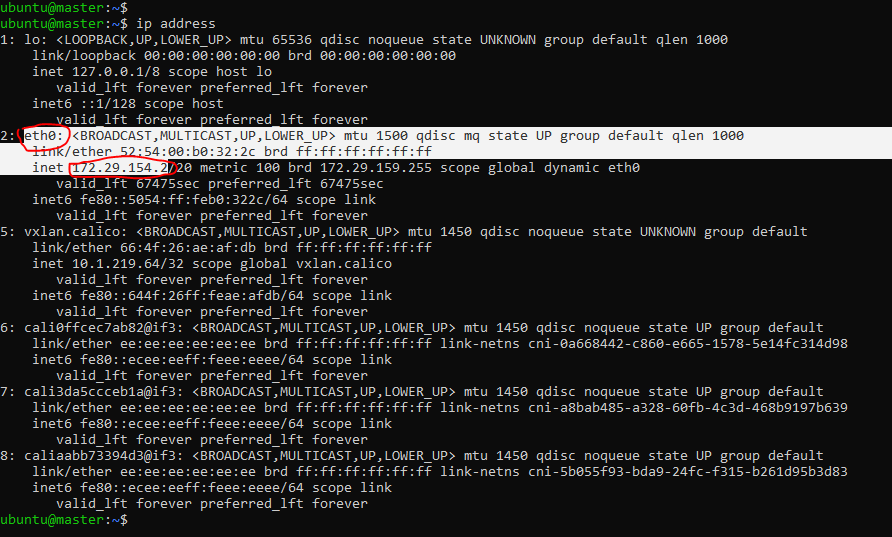 ubuntu@master:~$
ubuntu@master:~$ ip address
1: lo: <LOOPBACK,UP,LOWER_UP> mtu 65536 qdisc noqueue state UNKNOWN group default qlen 1000
    link/loopback 00:00:00:00:00:00 brd 00:00:00:00:00:00
    inet 127.0.0.1/8 scope host lo
       valid_lft forever preferred_lft forever
    inet6 ::1/128 scope host
       valid_lft forever preferred_lft forever
2: eth0: <BROADCAST,MULTICAST,UP,LOWER_UP> mtu 1500 qdisc mq state UP group default qlen 1000
    link/ether 52:54:00:b0:32:2c brd ff:ff:ff:ff:ff:ff
    inet 172.29.154.2/20 metric 100 brd 172.29.159.255 scope global dynamic eth0
       valid_lft 67475sec preferred_lft 67475sec
    inet6 fe80::5054:ff:feb0:322c/64 scope link
       valid_lft forever preferred_lft forever
5: vxlan.calico: <BROADCAST,MULTICAST,UP,LOWER_UP> mtu 1450 qdisc noqueue state UNKNOWN group default
    link/ether 66:4f:26:ae:af:db brd ff:ff:ff:ff:ff:ff
    inet 10.1.219.64/32 scope global vxlan.calico
       valid_lft forever preferred_lft forever
    inet6 fe80::644f:26ff:feae:afdb/64 scope link
       valid_lft forever preferred_lft forever
6: cali0ffcec7ab82@if3: <BROADCAST,MULTICAST,UP,LOWER_UP> mtu 1450 qdisc noqueue state UP group default
    link/ether ee:ee:ee:ee:ee:ee brd ff:ff:ff:ff:ff:ff link-netns cni-0a668442-c860-e665-1578-5e14fc314d98
    inet6 fe80::ecee:eeff:feee:eeee/64 scope link
       valid_lft forever preferred_lft forever
7: cali3da5ccceb1a@if3: <BROADCAST,MULTICAST,UP,LOWER_UP> mtu 1450 qdisc noqueue state UP group default
    link/ether ee:ee:ee:ee:ee:ee brd ff:ff:ff:ff:ff:ff link-netns cni-a8bab485-a328-60fb-4c3d-468b9197b639
    inet6 fe80::ecee:eeff:feee:eeee/64 scope link
       valid_lft forever preferred_lft forever
8: caliaabb73394d3@if3: <BROADCAST,MULTICAST,UP,LOWER_UP> mtu 1450 qdisc noqueue state UP group default
    link/ether ee:ee:ee:ee:ee:ee brd ff:ff:ff:ff:ff:ff link-netns cni-5b055f93-bda9-24fc-f315-b261d95b3d83
    inet6 fe80::ecee:eeff:feee:eeee/64 scope link
       valid_lft forever preferred_lft forever
ubuntu@master:~$